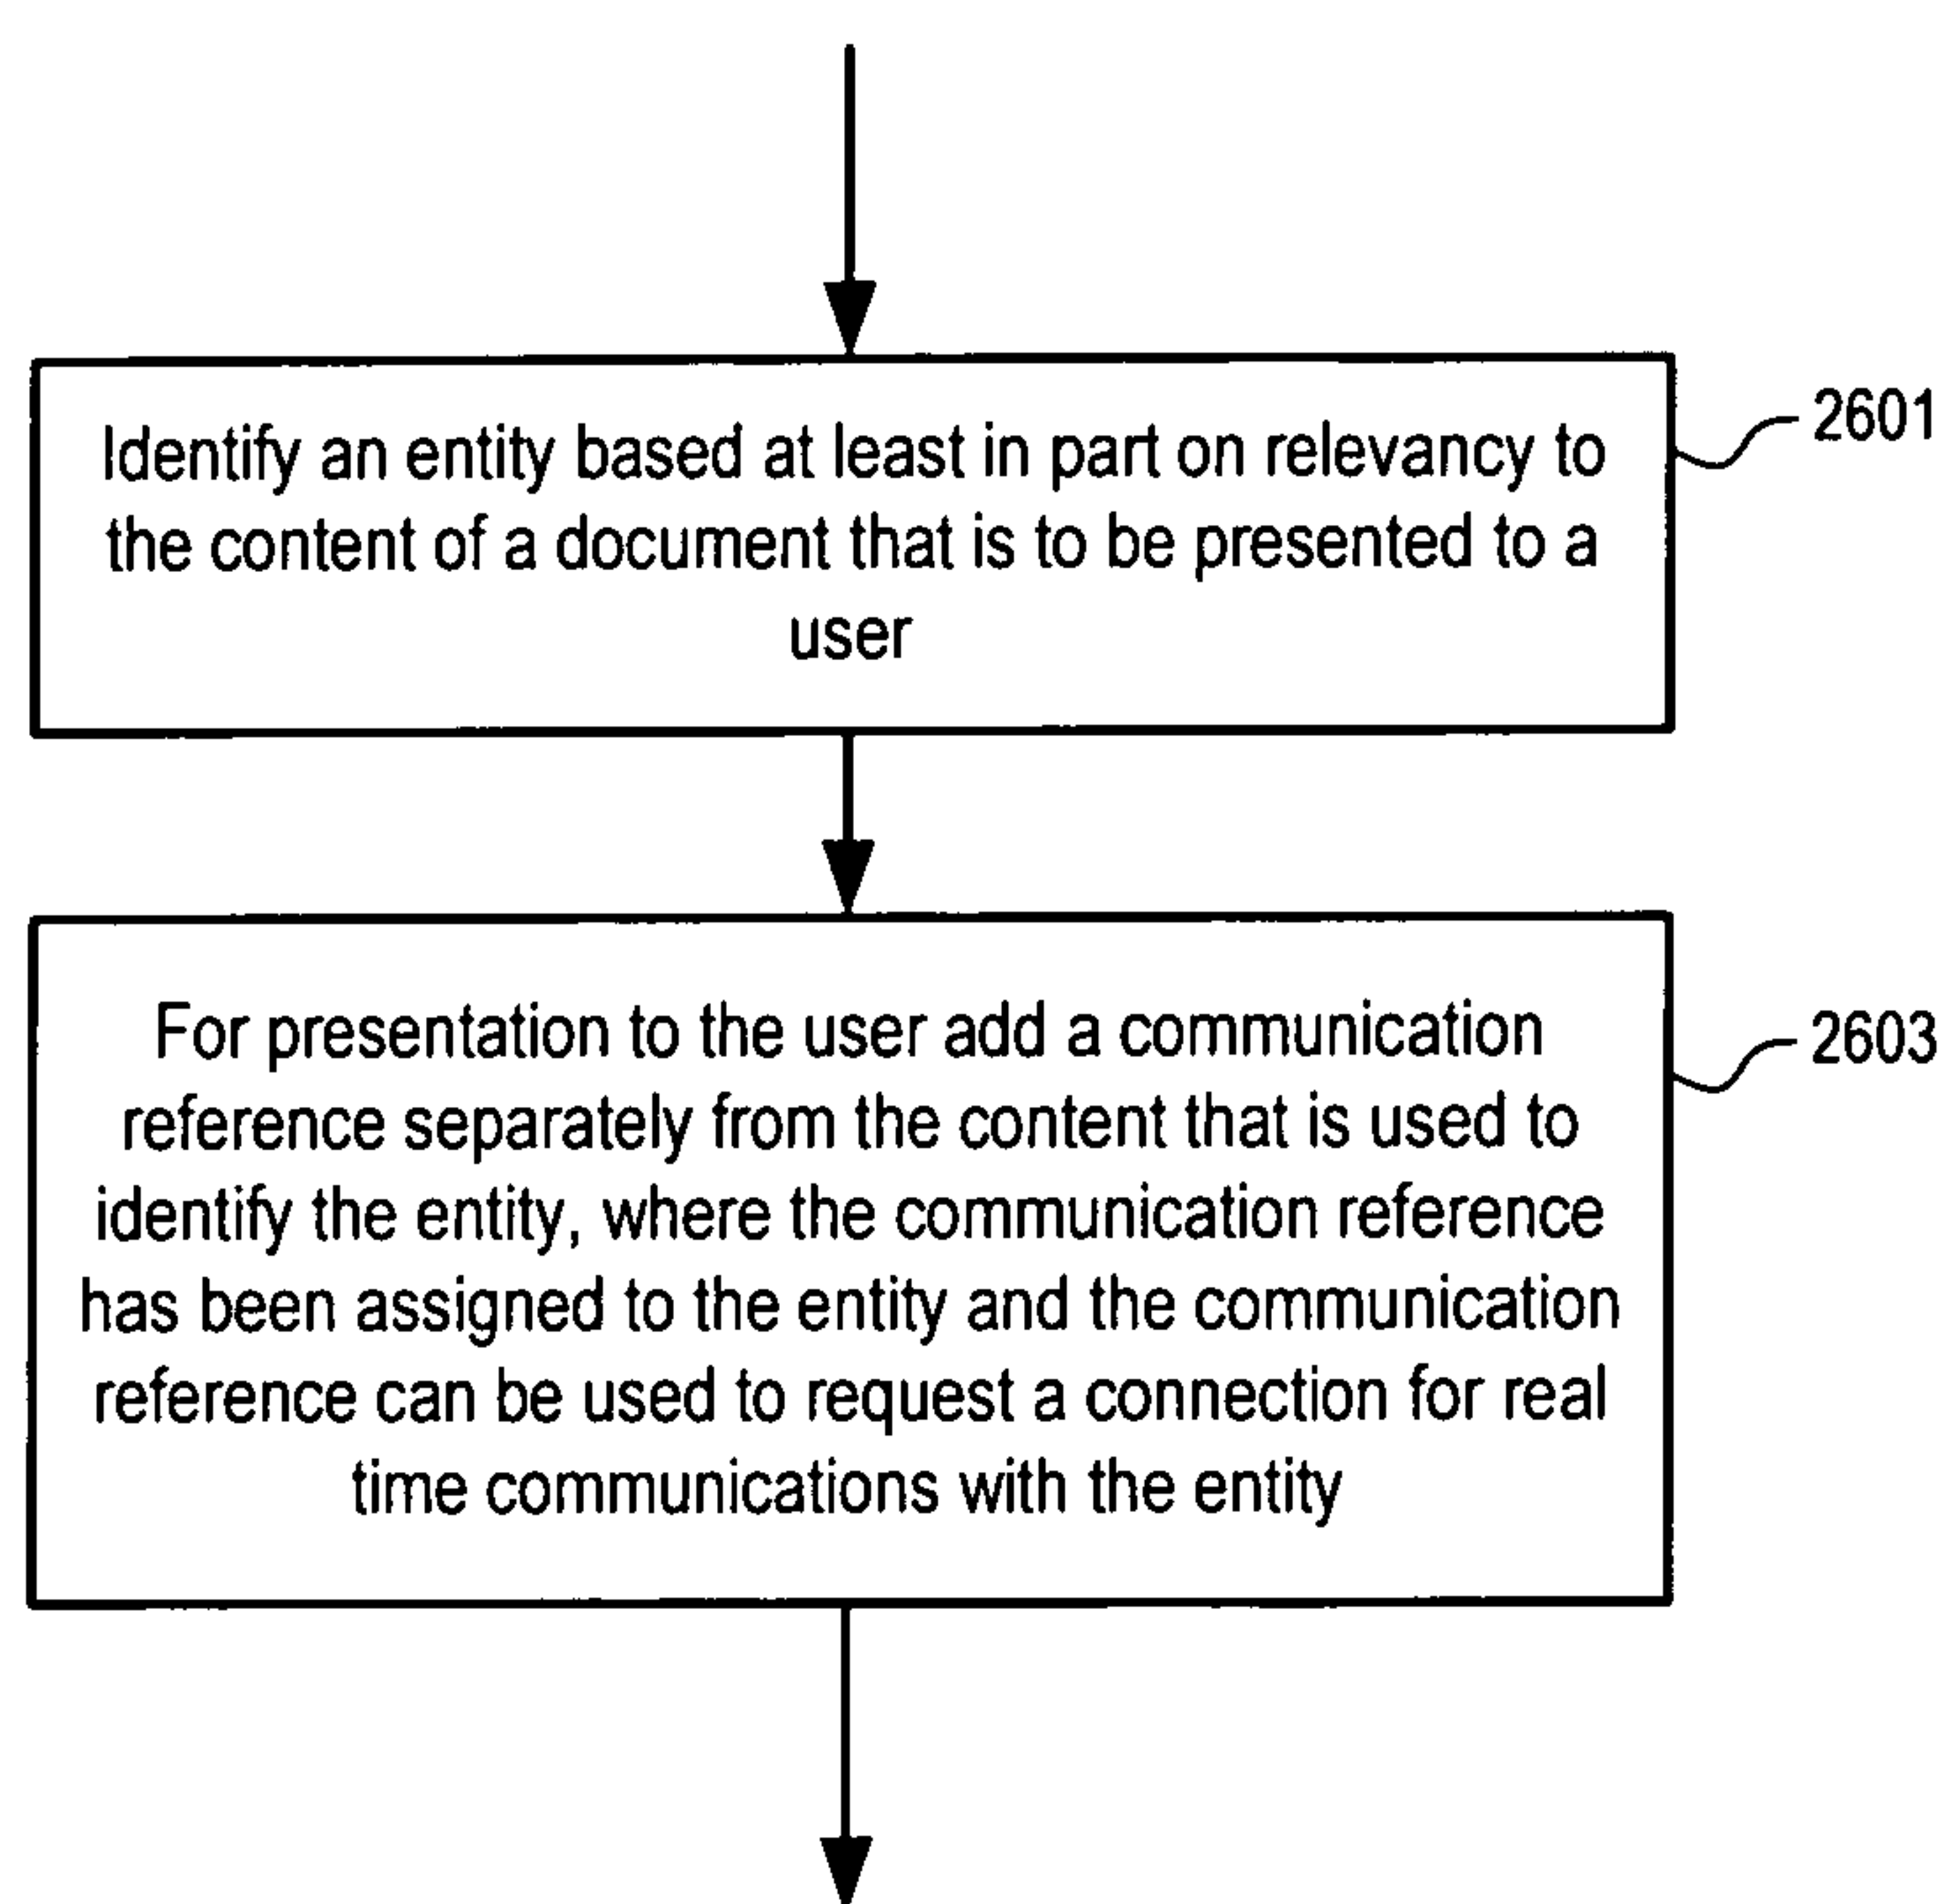 Identify an entity based at least in part on relevancy to
the content of a document that is to be presented to a
user
2601
For presentation to the user add a communication
reference separately from the content that is used to
identify the entity, where the communication reference
has been assigned to the entity and the communication
reference can be used to request a connection for real
time communications with the entity
2603